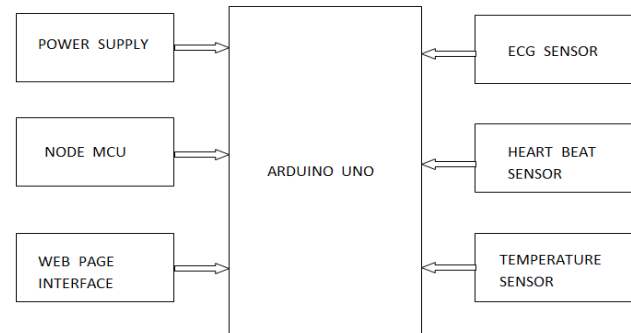 POWER SUPPLY
NODE MCU
WEB PAGE
INTERFACE
ARDUINO UNO
ECG SENSOR
HEART BEAT
SENSOR
TEMPERATURE
SENSOR